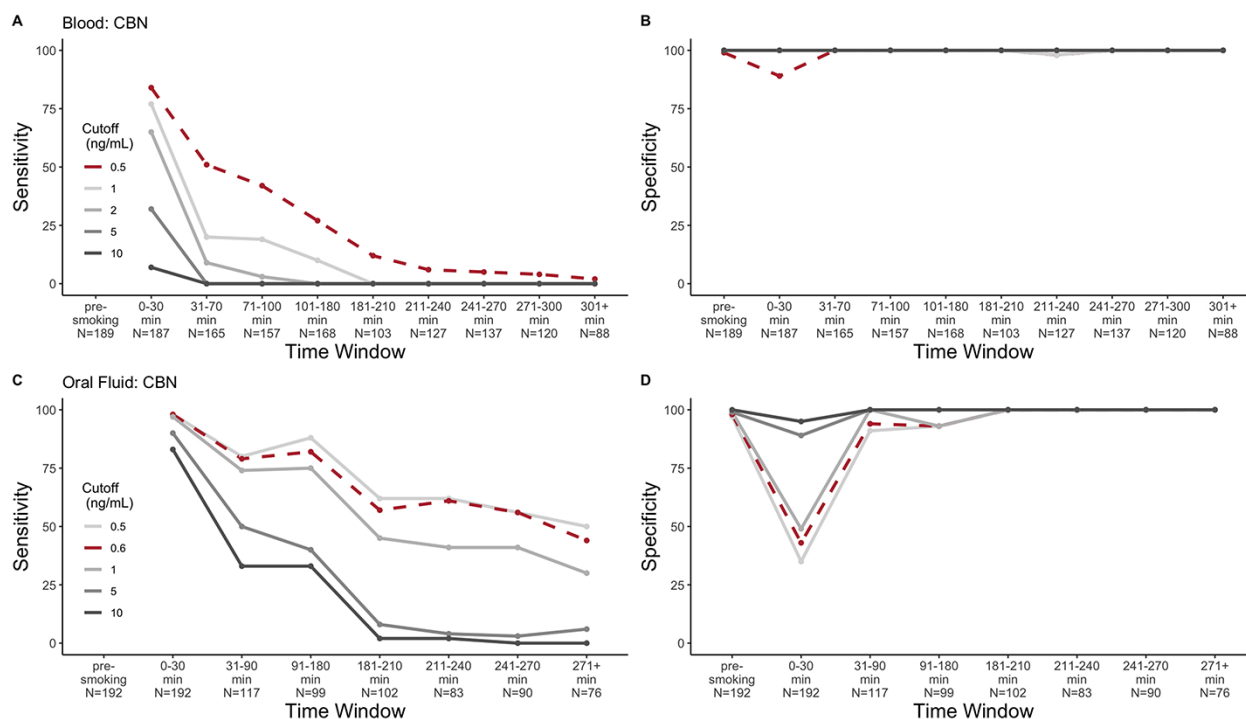 A
Blood: CBN
100
75
50
25
0
Sensitivity
Cutoff
(ng/mL)
0.5
1
2
5
10
pre-
smoking
N=189
0-30
min
N=187
31-70
min
N=165
71-100
min
N=157
101-180
min
N=168
181-210
min
N=103
211-240
min
N=127
241-270
min
N=137
271-300
min
N=120
301+
min
N=88
Time Window
B
100
75
50
25
0
Specificity
pre-
smoking
N=189
0-30
min
N=187
31-70
min
N=165
71-100
min
N=157
101-180
min
N=168
181-210
min
N=103
211-240
min
N=127
241-270
min
N=137
271-300
min
N=120
301+
min
N=88
Time Window
C
Oral Fluid: CBN
100
75
50
25
0
Sensitivity
Cutoff
(ng/mL)
0.5
0.6
1
5
10
pre-
smoking
N=192
0-30
min
N=192
31-90
min
N=117
91-180
min
N=99
181-210
min
N=102
211-240
min
N=83
241-270
min
N=90
271+
min
N=76
Time Window
D
100
75
50
25
0
Specificity
pre-
smoking
N=192
0-30
min
N=192
31-90
min
N=117
91-180
min
N=99
181-210
min
N=102
211-240
min
N=83
241-270
min
N=90
271+
min
N=76
Time Window